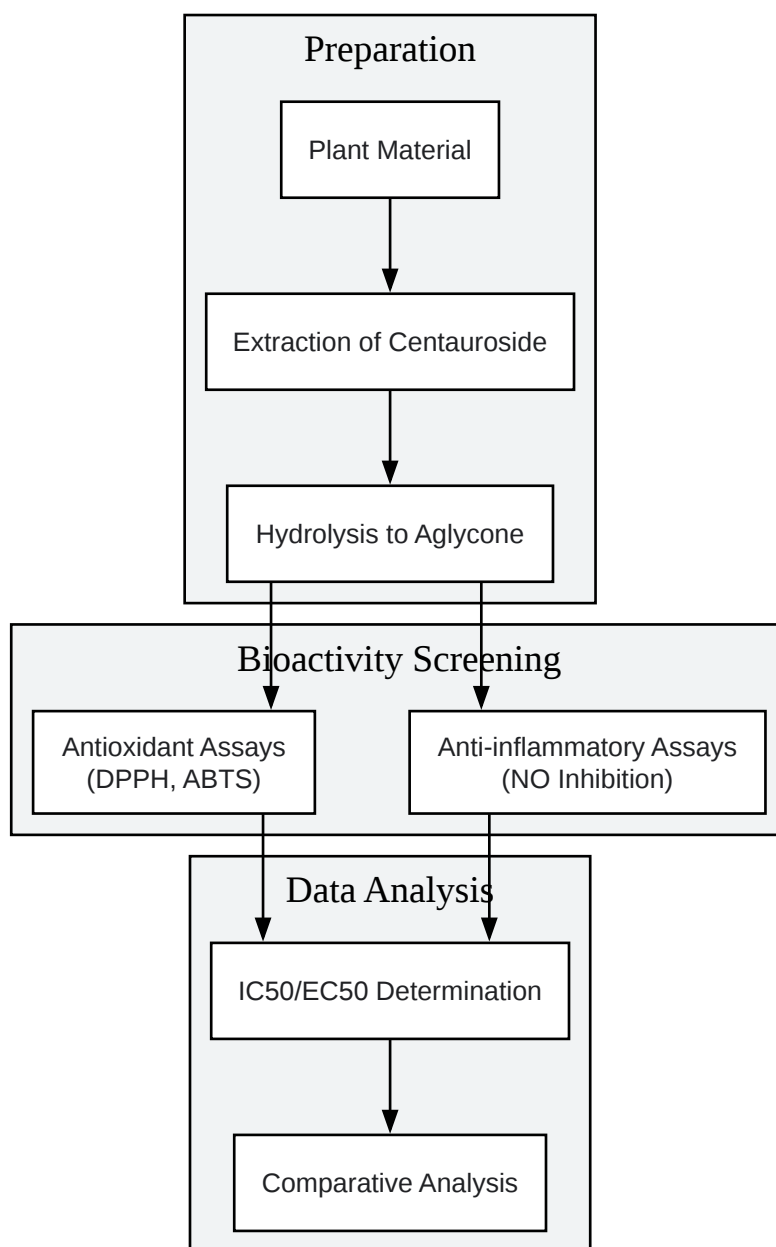 Preparation
Plant Material
Extraction of Centauroside
Hydrolysis to Aglycone
Bioactivity Screening
Antioxidant Assays
(DPPH, ABTS)
Anti-inflammatory Assays
(NO Inhibition)
Data Analysis
IC50/EC50 Determination
Comparative Analysis